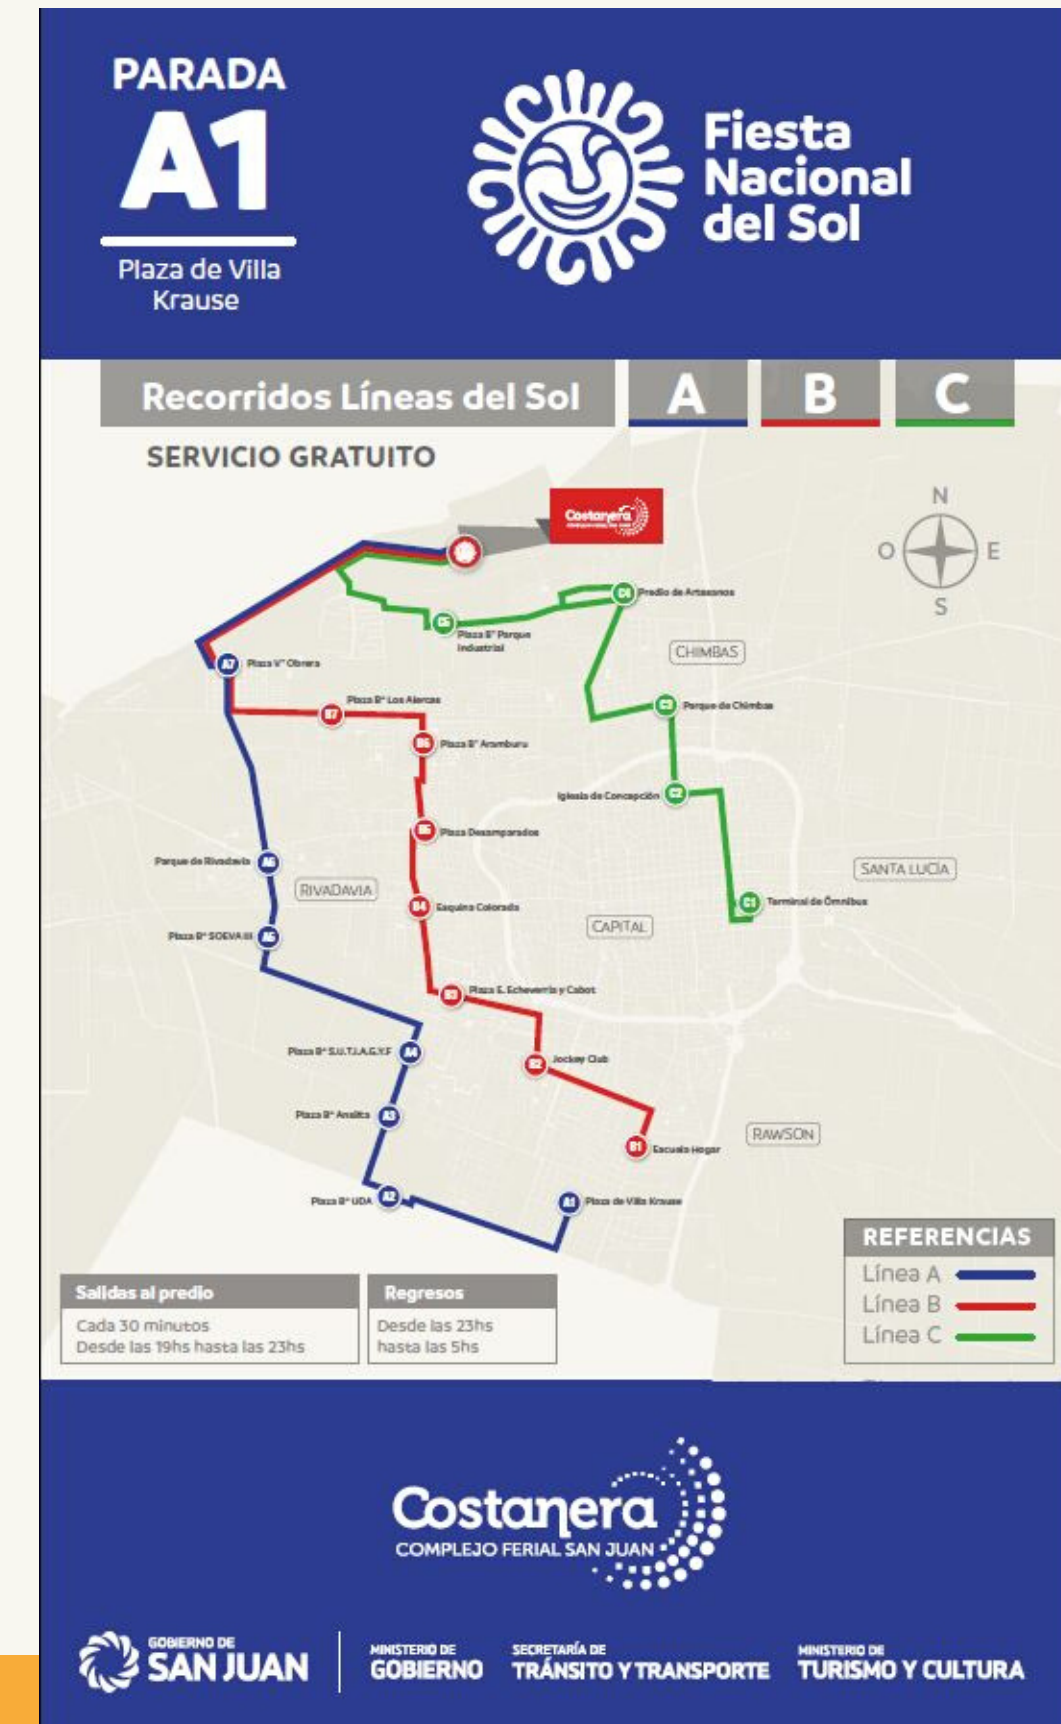 PARADA
A1
Plaza de Villa
Krause
Fiesta
Nacional
del Sol
Recorridos Líneas del Sol
A
B
C
SERVICIO GRATUITO
Costanera
N
O
E
S
C4
Predio de Artesanos
C5
Plaza B° Parque
Industrial
CHIMBAS
A7
Plaza V° Obrera
Plaza B° Los Alerces
B7
C3
Parque de Chimbas
B6
Plaza B° Aramburu
Iglesia de Concepción
C2
B5
Plaza Desamparados
Parque de Rivadavia
A6
SANTA LUCÍA
RIVADAVIA
B4
Esquina Colorada
C1
Terminal de Ómnibus
CAPITAL
Plaza B° SOEVA III
A5
B3
Plaza E. Echeverría y Cabot
Plaza B° S.U.T.I.A.G.Y.F
A4
B2
Jockey Club
Plaza B° Analita
A3
RAWSON
B1
Escuela Hogar
Plaza B° UDA
A2
A1
Plaza de Villa Krause
REFERENCIAS
Línea A
Línea B
Línea C
Salidas al predio
Cada 30 minutos
Desde las 19hs hasta las 23hs
Regresos
Desde las 23hs
hasta las 5hs
Costanera
COMPLEJO FERIAL SAN JUAN
GOBIERNO DE
SAN JUAN
MINISTERIO DE
GOBIERNO
SECRETARÍA DE
TRÁNSITO Y TRANSPORTE
MINISTERIO DE
TURISMO Y CULTURA